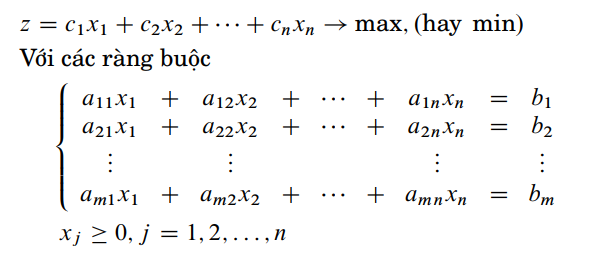 z = c₁x₁ + c₂x₂ + ⋯ + cₙxₙ → max, (hay min)
Với các ràng buộc
a₁₁x₁ + a₁₂x₂ + ⋯ + a₁ₙxₙ = b₁
a₂₁x₁ + a₂₂x₂ + ⋯ + a₂ₙxₙ = b₂
⋮ ⋮ ⋮ ⋮
aₘ₁x₁ + aₘ₂x₂ + ⋯ + aₘₙxₙ = bₘ
xⱼ ≥ 0, j = 1, 2, . . . , n